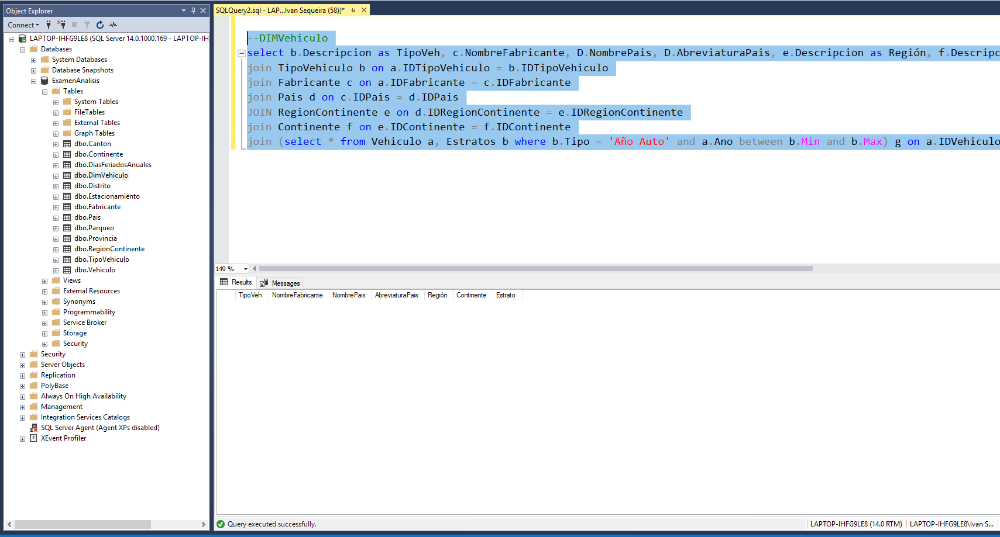 Object Explorer
Connect
LAPTOP-IHFG9LE8 (SQL Server 14.0.1000.169 - LAPTOP-IH
Databases
System Databases
Database Snapshots
ExamenAnalisis
Tables
System Tables
FileTables
External Tables
Graph Tables
dbo.Canton
dbo.Continente
dbo.DiasFeriadosAnuales
dbo.DimVehiculo
dbo.Distrito
dbo.Estacionamiento
dbo.Fabricante
dbo.Pais
dbo.Parqueo
dbo.Provincia
dbo.RegionContinente
dbo.TipoVehiculo
dbo.Vehiculo
Views
External Resources
Synonyms
Programmability
Service Broker
Storage
Security
Security
Server Objects
Replication
PolyBase
Always On High Availability
Management
Integration Services Catalogs
SQL Server Agent (Agent XPs disabled)
XEvent Profiler
SQLQuery2.sql - LAP...Ivan Sequeira (58))*
--DIMVehiculo
select b.Descripcion as TipoVeh, c.NombreFabricante, D.NombrePais, D.AbreviaturaPais, e.Descripcion as Región, f.Descripc
join TipoVehiculo b on a.IDTipoVehiculo = b.IDTipoVehiculo
join Fabricante c on a.IDFabricante = c.IDFabricante
join Pais d on c.IDPais = d.IDPais
JOIN RegionContinente e on d.IDRegionContinente = e.IDRegionContinente
join Continente f on e.IDContinente = f.IDContinente
join (select * from Vehiculo a, Estratos b where b.Tipo = 'Año Auto' and a.Ano between b.Min and b.Max) g on a.IDVehiculo
149 %
Results Messages
TipoVeh NombreFabricante NombrePais AbreviaturaPais Región Continente Estrato
Query executed successfully.
LAPTOP-IHFG9LE8 (14.0 RTM) LAPTOP-IHFG9LE8\Ivan S...